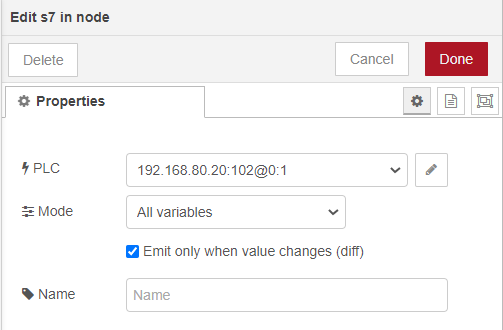 Edit s7 in node
Delete
Cancel
Done
Properties
PLC
192.168.80.20:102@0:1
Mode
All variables
Emit only when value changes (diff)
Name
Name